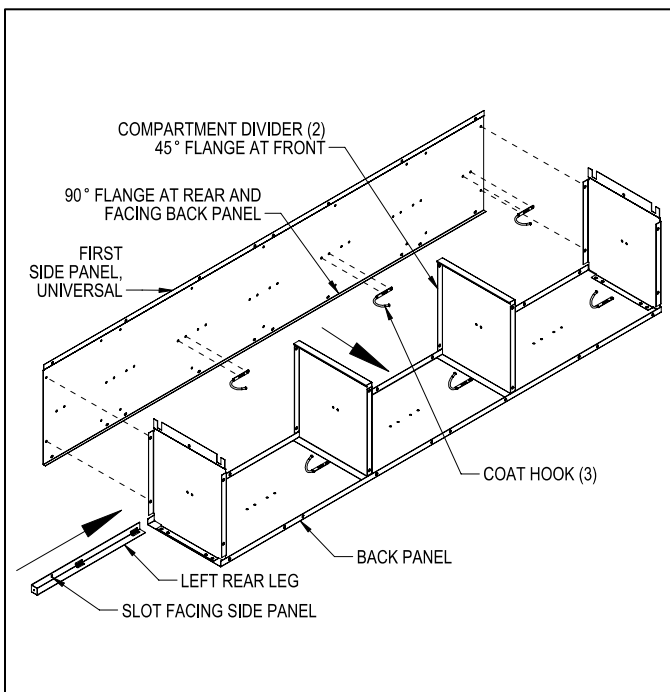 COMPARTMENT DIVIDER (2)
45° FLANGE AT FRONT
90° FLANGE AT REAR AND
FACING BACK PANEL
FIRST
SIDE PANEL,
UNIVERSAL
COAT HOOK (3)
BACK PANEL
LEFT REAR LEG
SLOT FACING SIDE PANEL